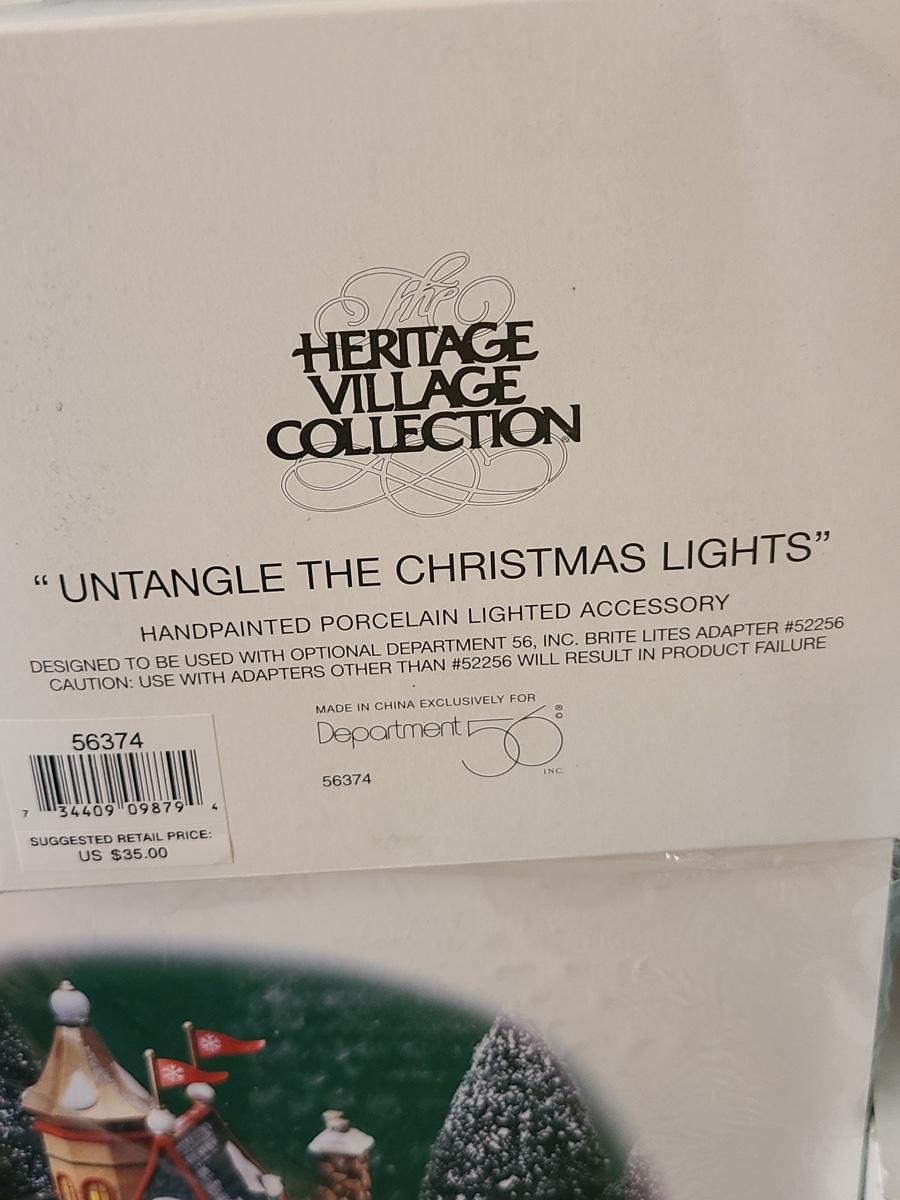 The
HERITAGE
VILLAGE
COLLECTION®
“UNTANGLE THE CHRISTMAS LIGHTS”
HANDPAINTED PORCELAIN LIGHTED ACCESSORY
DESIGNED TO BE USED WITH OPTIONAL DEPARTMENT 56, INC. BRITE LITES ADAPTER #52256
CAUTION: USE WITH ADAPTERS OTHER THAN #52256 WILL RESULT IN PRODUCT FAILURE
MADE IN CHINA EXCLUSIVELY FOR
Department 56 ® ©
INC.
56374
56374
7 34409 09879 4
SUGGESTED RETAIL PRICE:
US $35.00